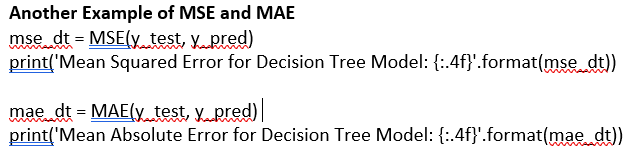 Another Example of MSE and MAE
mse_dt = MSE(y_test, y_pred)
print('Mean Squared Error for Decision Tree Model: {:.4f}'.format(mse_dt))
mae_dt = MAE(y_test, y_pred)
print('Mean Absolute Error for Decision Tree Model: {:.4f}'.format(mae_dt))